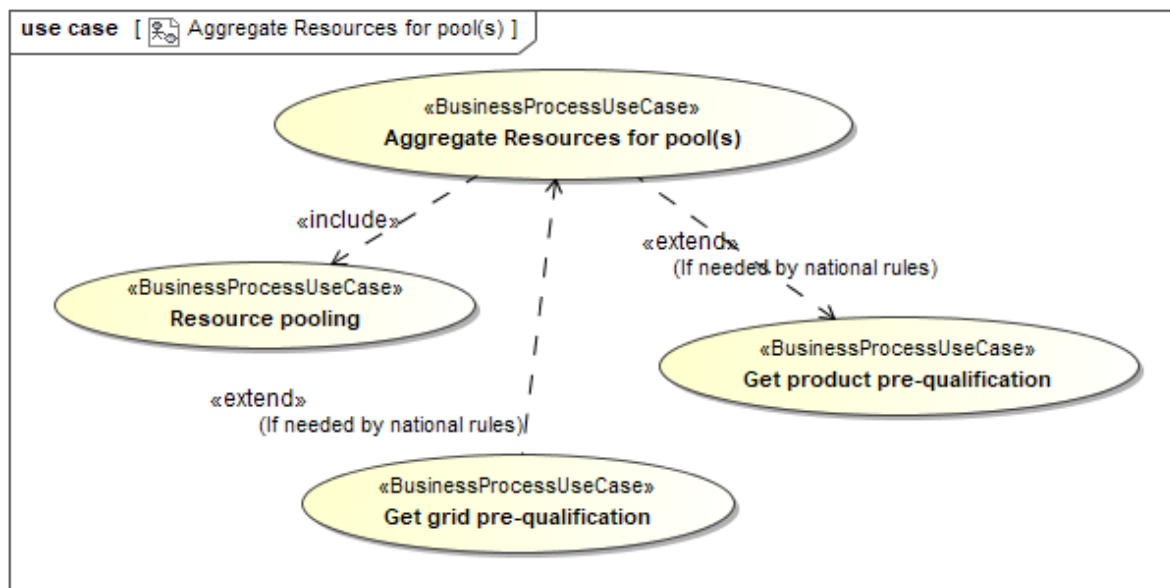 use case [ Aggregate Resources for pool(s) ]
«BusinessProcessUseCase»
Aggregate Resources for pool(s)
«include»
«extend»
(If needed by national rules)
«BusinessProcessUseCase»
Resource pooling
«BusinessProcessUseCase»
Get product pre-qualification
«extend»
(If needed by national rules)
«BusinessProcessUseCase»
Get grid pre-qualification